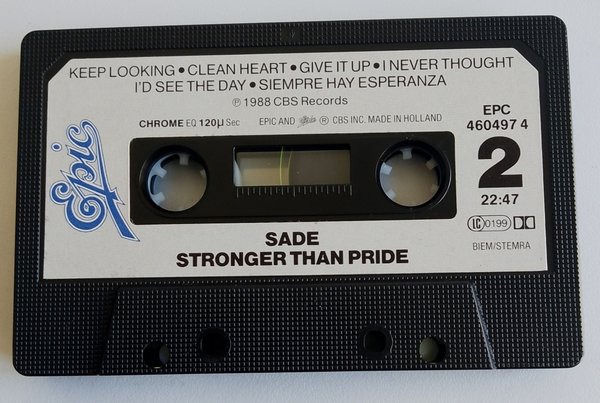 KEEP LOOKING • CLEAN HEART • GIVE IT UP • I NEVER THOUGHT
I'D SEE THE DAY • SIEMPRE HAY ESPERANZA
℗ 1988 CBS Records
CHROME EQ 120µ Sec
EPIC AND Epic ® CBS INC. MADE IN HOLLAND
Epic
EPC
460497 4
2
22:47
LC 0199
BIEM/STEMRA
SADE
STRONGER THAN PRIDE